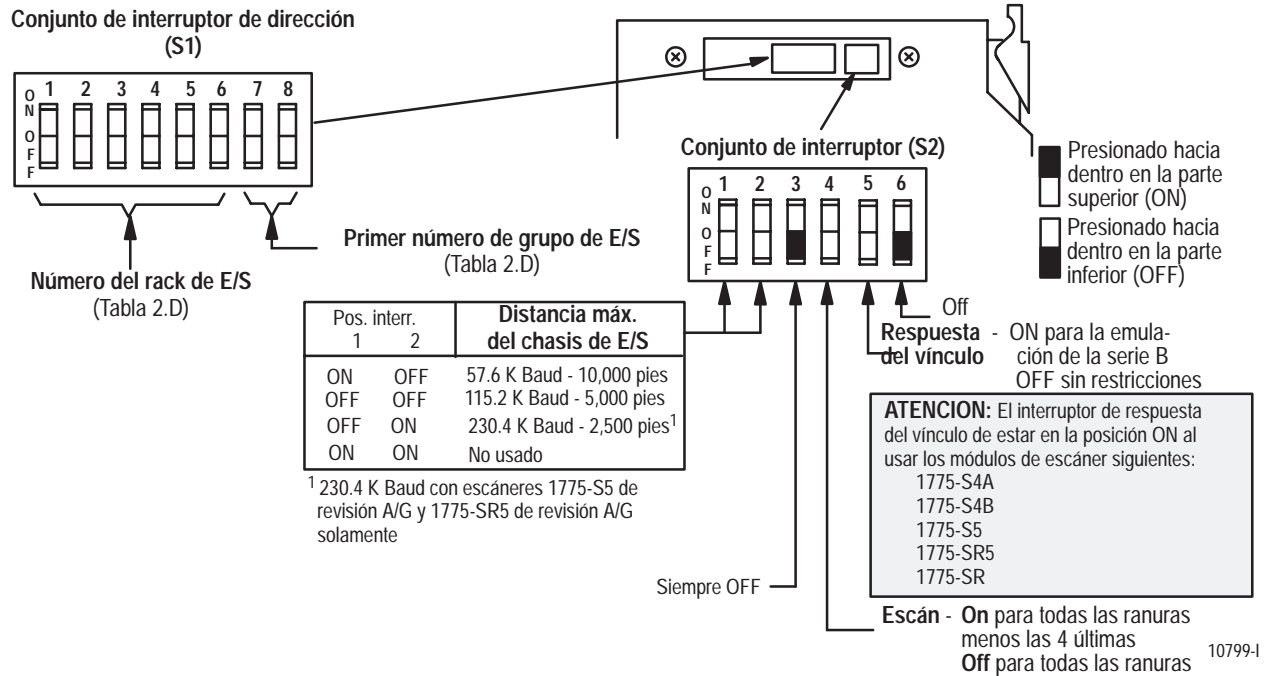 Conjunto de interruptor de dirección
(S1)
O N O F F
1 2 3 4 5 6 7 8
Número del rack de E/S
(Tabla 2.D)
Primer número de grupo de E/S
(Tabla 2.D)
Conjunto de interruptor (S2)
O N O F F
1 2 3 4 5 6
Presionado hacia
dentro en la parte
superior (ON)
Presionado hacia
dentro en la parte
inferior (OFF)
Pos. interr. Distancia máx.
1 2 del chasis de E/S
ON OFF 57.6 K Baud - 10,000 pies
OFF OFF 115.2 K Baud - 5,000 pies
OFF ON 230.4 K Baud - 2,500 pies1
ON ON No usado
1 230.4 K Baud con escáneres 1775-S5 de
revisión A/G y 1775-SR5 de revisión A/G
solamente
Off
Respuesta - ON para la emula-
del vínculo ción de la serie B
OFF sin restricciones
ATENCION: El interruptor de respuesta
del vínculo de estar en la posición ON al
usar los módulos de escáner siguientes:
1775-S4A
1775-S4B
1775-S5
1775-SR5
1775-SR
Siempre OFF
Escán - On para todas las ranuras
menos las 4 últimas
Off para todas las ranuras
10799-I